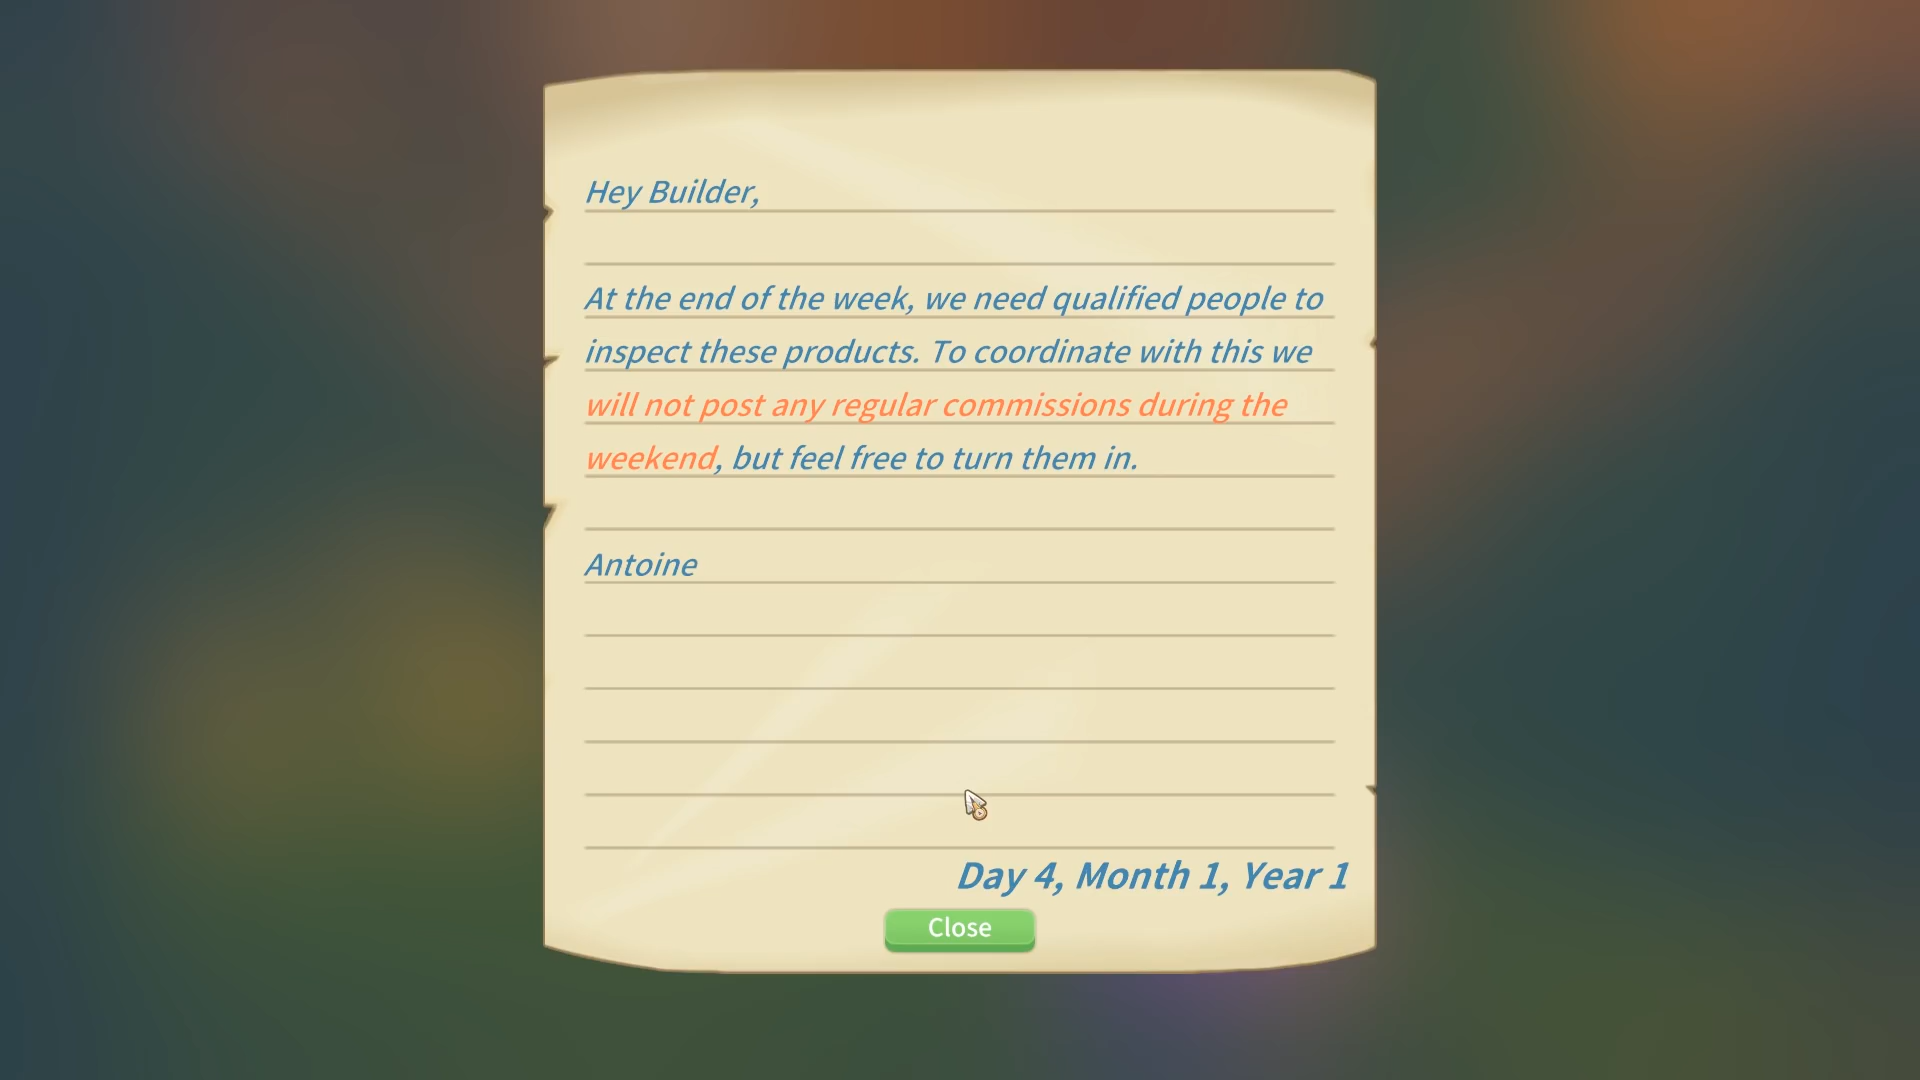 Hey Builder,
At the end of the week, we need qualified people to
inspect these products. To coordinate with this we
will not post any regular commissions during the
weekend, but feel free to turn them in.
Antoine
Day 4, Month 1, Year 1
Close